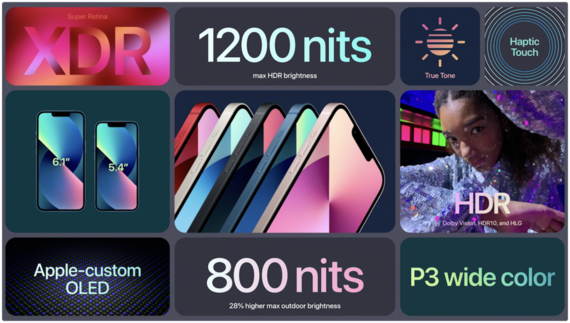 Super Retina
XDR
1200 nits
max HDR brightness
True Tone
Haptic
Touch
6.1"
5.4"
HDR
Dolby Vision, HDR10, and HLG
Apple-custom
OLED
800 nits
28% higher max outdoor brightness
P3 wide color